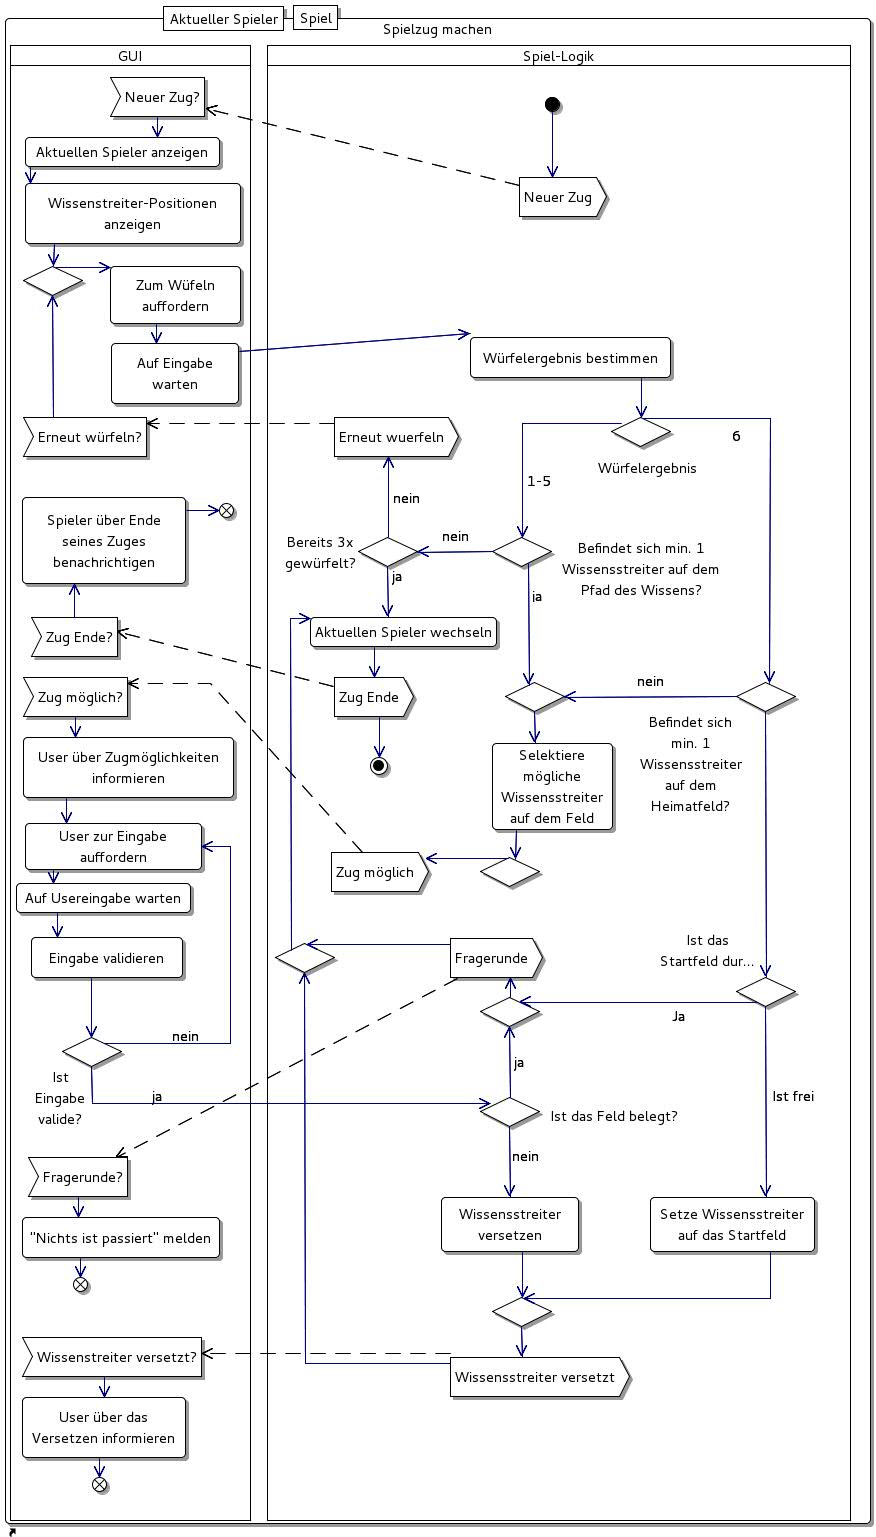 Aktueller Spieler
Spiel
Spielzug machen
GUI
Spiel-Logik
Neuer Zug?
Aktuellen Spieler anzeigen
Neuer Zug
Wissenstreiter-Positionen
anzeigen
Zum Wüfeln
auffordern
Auf Eingabe
warten
Würfelergebnis bestimmen
Erneut würfeln?
Erneut wuerfeln
6
Würfelergebnis
1-5
nein
Spieler über Ende
seines Zuges
benachrichtigen
Bereits 3x
gewürfelt?
nein
Befindet sich min. 1
Wissensstreiter auf dem
Pfad des Wissens?
ja
ja
Zug Ende?
Aktuellen Spieler wechseln
Zug möglich?
Zug Ende
nein
User über Zugmöglichkeiten
informieren
Selektiere
mögliche
Wissensstreiter
auf dem Feld
Befindet sich
min. 1
Wissensstreiter
auf dem
Heimatfeld?
User zur Eingabe
auffordern
Zug möglich
Auf Usereingabe warten
Eingabe validieren
Fragerunde
Ist das
Startfeld dur...
Ja
nein
Ist
Eingabe
valide?
ja
ja
Ist das Feld belegt?
Ist frei
nein
Fragerunde?
"Nichts ist passiert" melden
Wissensstreiter
versetzen
Setze Wissensstreiter
auf das Startfeld
Wissenstreiter versetzt?
Wissensstreiter versetzt
User über das
Versetzen informieren